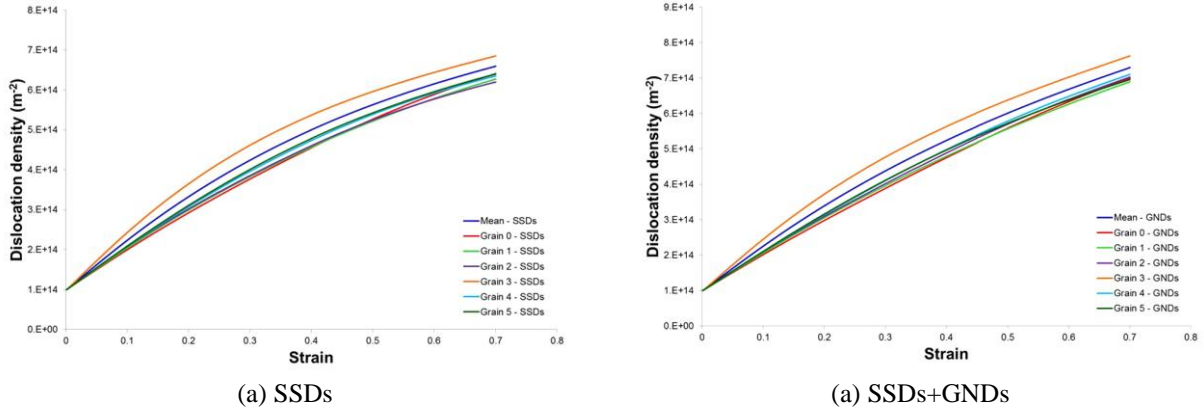 8.E+14
7.E+14
6.E+14
5.E+14
4.E+14
3.E+14
2.E+14
1.E+14
0.E+00
Dislocation density (m-2)
0 0.1 0.2 0.3 0.4 0.5 0.6 0.7 0.8
Strain
Mean - SSDs
Grain 0 - SSDs
Grain 1 - SSDs
Grain 2 - SSDs
Grain 3 - SSDs
Grain 4 - SSDs
Grain 5 - SSDs
(a) SSDs
9.E+14
8.E+14
7.E+14
6.E+14
5.E+14
4.E+14
3.E+14
2.E+14
1.E+14
0.E+00
Dislocation density (m-2)
0 0.1 0.2 0.3 0.4 0.5 0.6 0.7 0.8
Strain
Mean - GNDs
Grain 0 - GNDs
Grain 1 - GNDs
Grain 2 - GNDs
Grain 3 - GNDs
Grain 4 - GNDs
Grain 5 - GNDs
(a) SSDs+GNDs